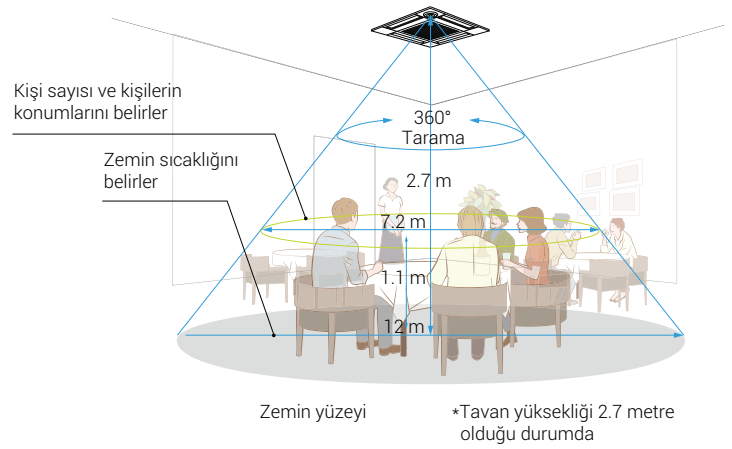 Kişi sayısı ve kişilerin
konumlarını belirler
360°
Tarama
Zemin sıcaklığını
belirler
2.7 m
7.2 m
1.1 m
12 m
Zemin yüzeyi
*Tavan yüksekliği 2.7 metre
olduğu durumda